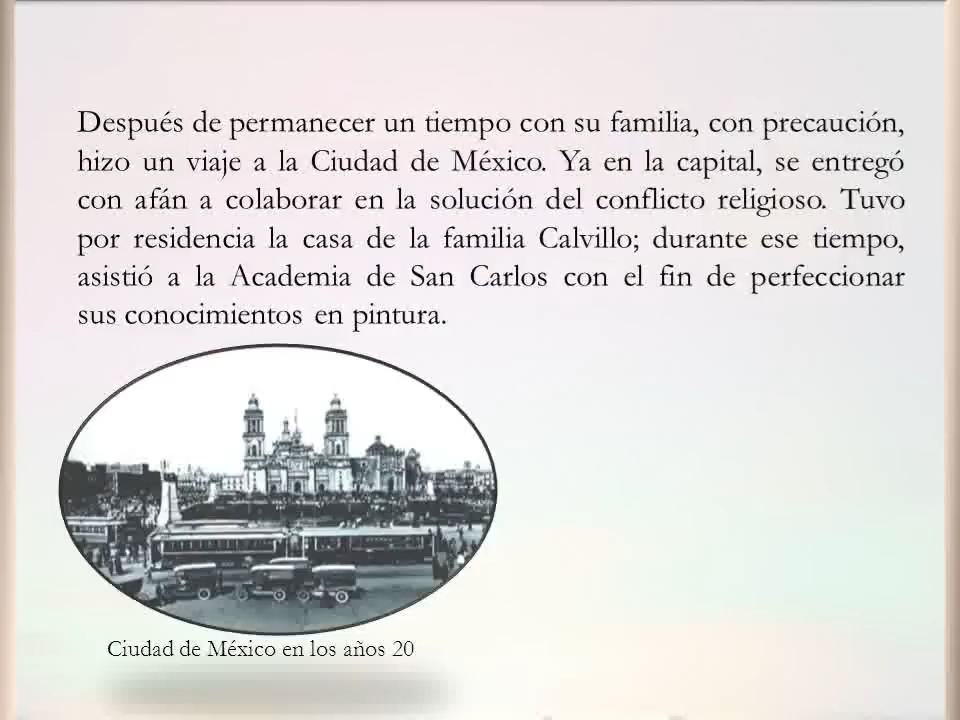 Después de permanecer un tiempo con su familia, con precaución,
hizo un viaje a la Ciudad de México. Ya en la capital, se entregó
con afán a colaborar en la solución del conflicto religioso. Tuvo
por residencia la casa de la familia Calvillo; durante ese tiempo,
asistió a la Academia de San Carlos con el fin de perfeccionar
sus conocimientos en pintura.
Ciudad de México en los años 20